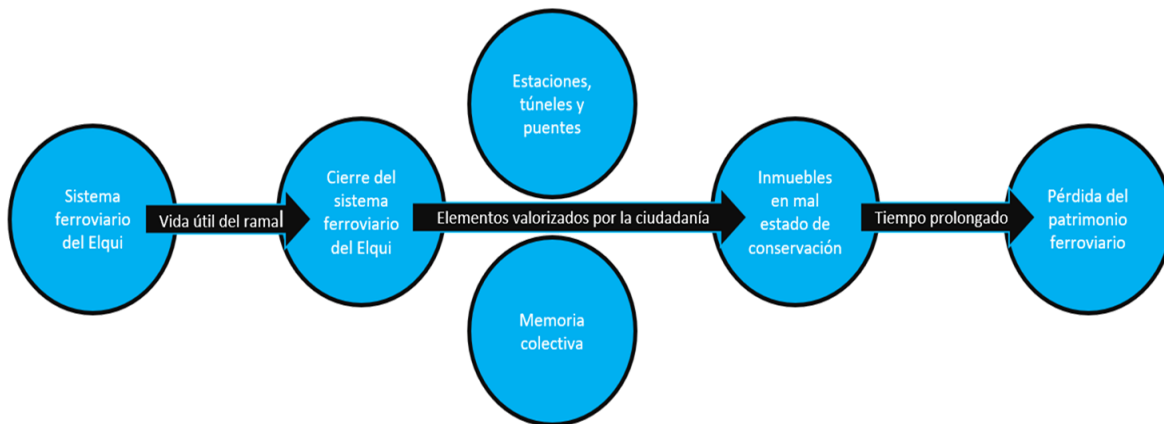 Sistema
ferroviario
del Elqui
Vida útil del ramal
Cierre del
sistema
ferroviario
del Elqui
Estaciones,
túneles y
puentes
Elementos valorizados por la ciudadanía
Memoria
colectiva
Inmuebles
en mal
estado de
conservación
Tiempo prolongado
Pérdida del
patrimonio
ferroviario